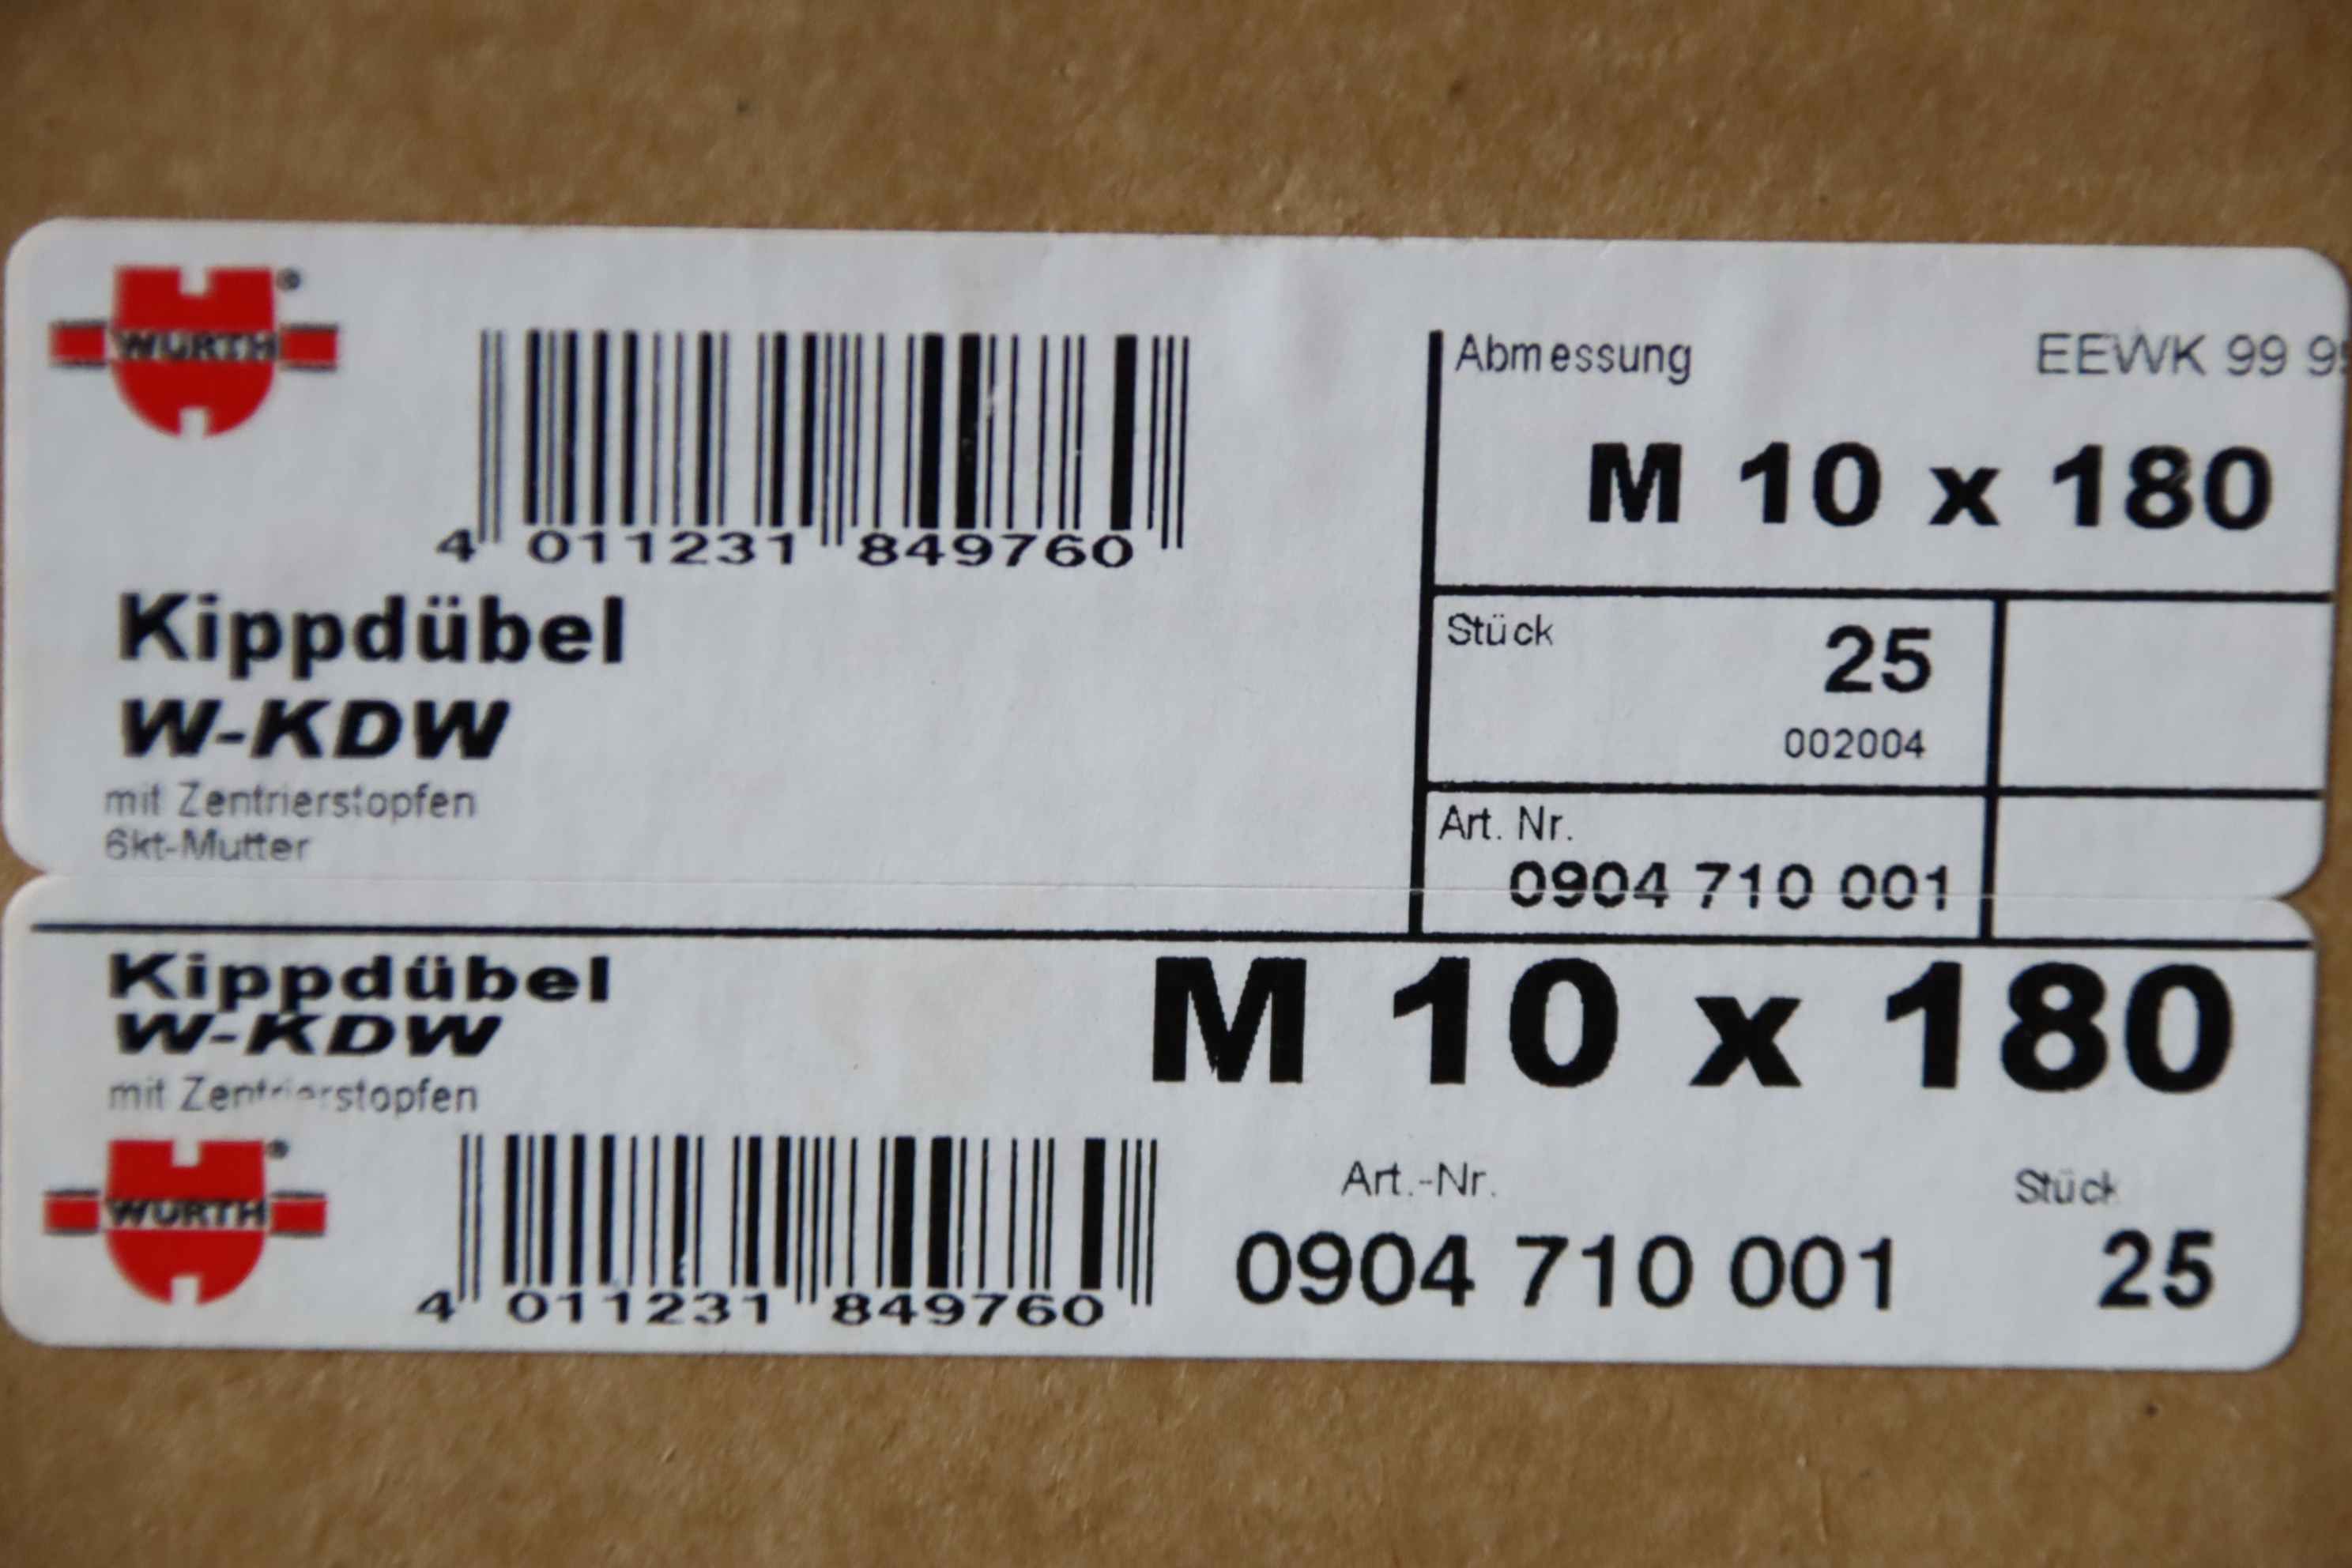 WÜRTH
®
4 011231 849760
Kippdübel
W-KDW
mit Zentrierstopfen
6kt-Mutter
Abmessung
EEWK 99 9
M 10 x 180
Stück
25
002004
Art. Nr.
0904 710 001
Kippdübel
W-KDW
mit Zentrierstopfen
M 10 x 180
WÜRTH
®
4 011231 849760
Art.-Nr.
0904 710 001
Stück
25